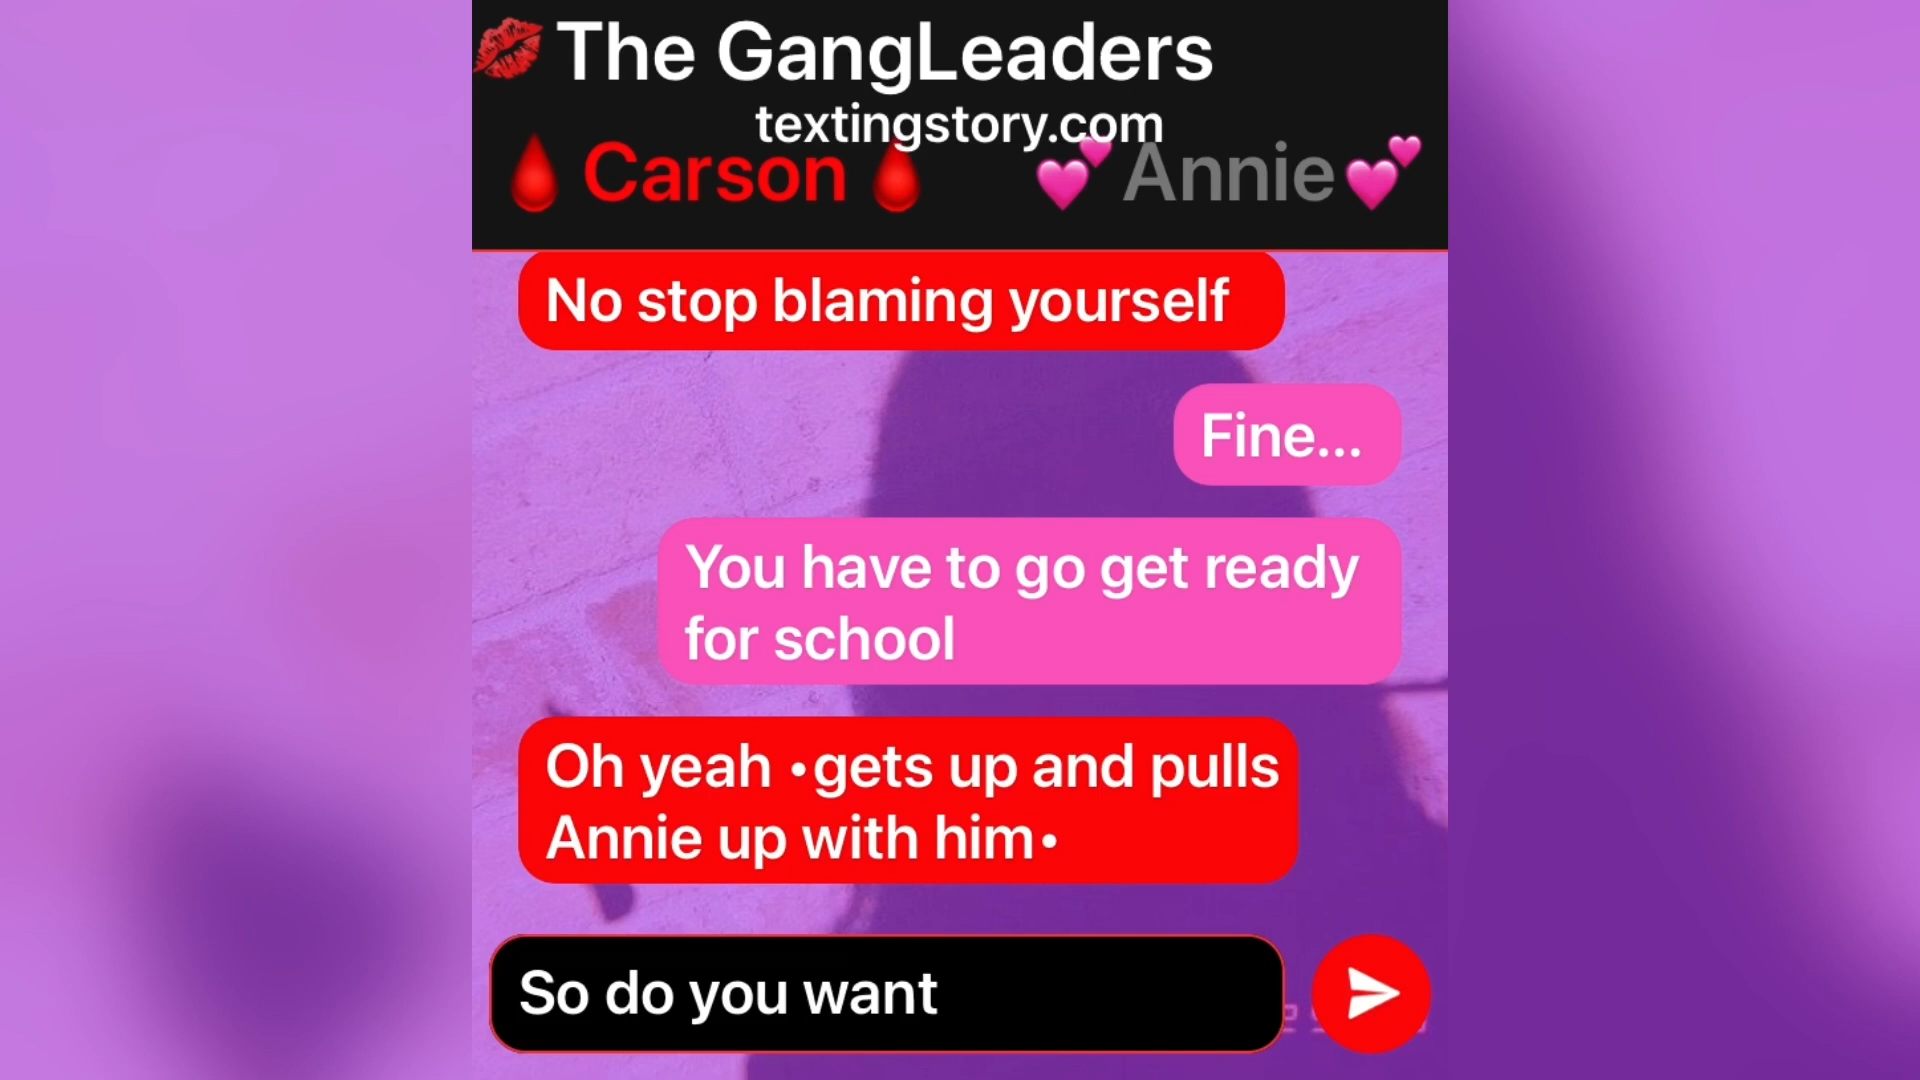 💋The GangLeaders
textingstory.com
🩸Carson🩸 💕Annie💕
No stop blaming yourself
Fine...
You have to go get ready
for school
Oh yeah •gets up and pulls
Annie up with him•
So do you want